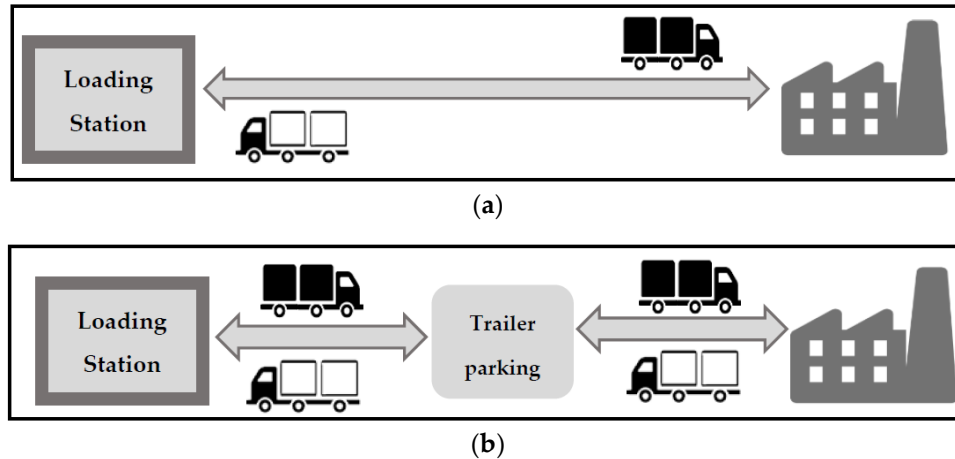 Loading
Station
(a)
Loading
Station
Trailer
parking
(b)